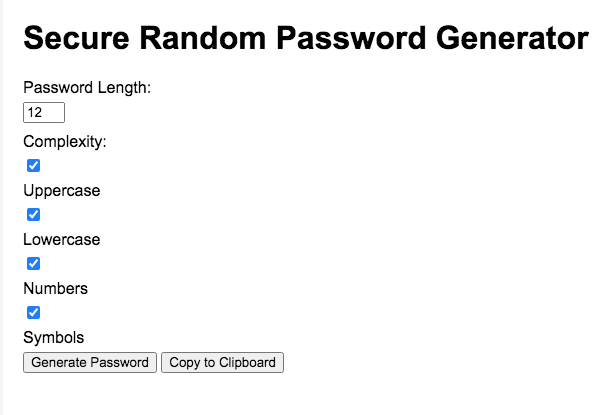 Secure Random Password Generator
Password Length:
12
Complexity:
Uppercase
Lowercase
Numbers
Symbols
Generate Password Copy to Clipboard